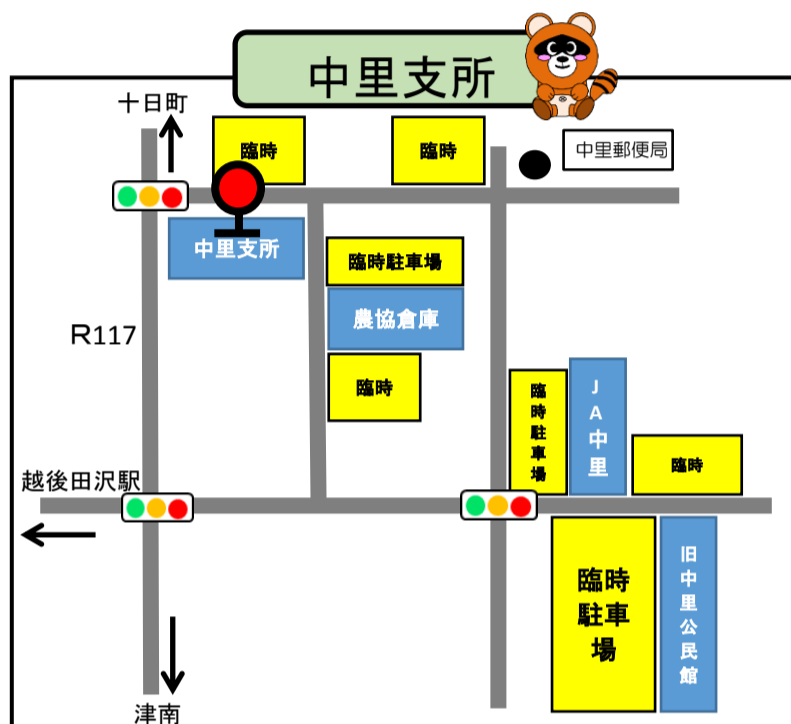 中里支所
十日町
臨時
臨時
中里郵便局
中里支所
臨時駐車場
農協倉庫
R117
臨時
臨時駐車場
JA中里
臨時
越後田沢駅
臨時
駐車
場
旧中里公民館
津南